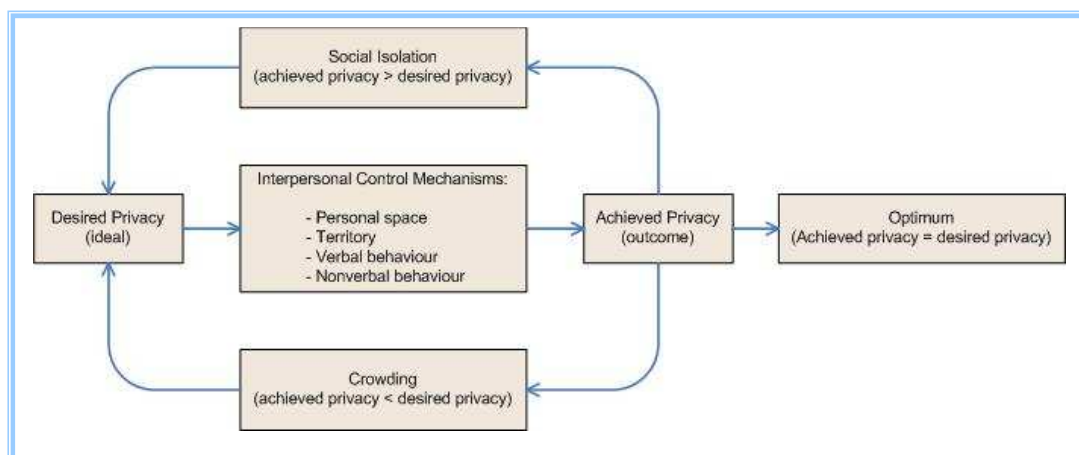 Social Isolation
(achieved privacy > desired privacy)
Desired Privacy
(ideal)
Interpersonal Control Mechanisms:
- Personal space
- Territory
- Verbal behaviour
- Nonverbal behaviour
Achieved Privacy
(outcome)
Optimum
(Achieved privacy = desired privacy)
Crowding
(achieved privacy < desired privacy)